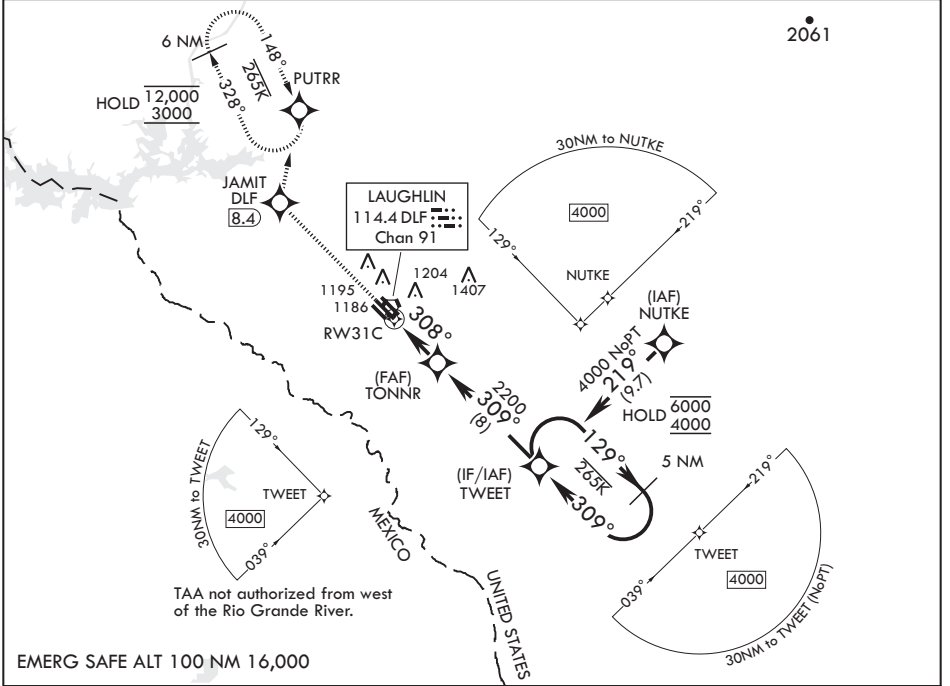 2061
6 NM
148°
265K
328°
PUTRR
HOLD 12,000
3000
30NM to NUTKE
4000
129°
219°
NUTKE
JAMIT
DLF
8.4
LAUGHLIN
114.4 DLF
Chan 91
1204
1407
1195
1186
RW31C
308°
(IAF)
NUTKE
4000 NoPT
219°
(9.7)
(FAF)
TONNR
2200
309°
(8)
HOLD 6000
4000
129°
5 NM
265K
309°
(IF/IAF)
TWEET
30NM to TWEET
129°
TWEET
4000
039°
219°
TWEET
4000
039°
30NM to TWEET (NoPT)
MEXICO
UNITED STATES
TAA not authorized from west
of the Rio Grande River.
EMERG SAFE ALT 100 NM 16,000